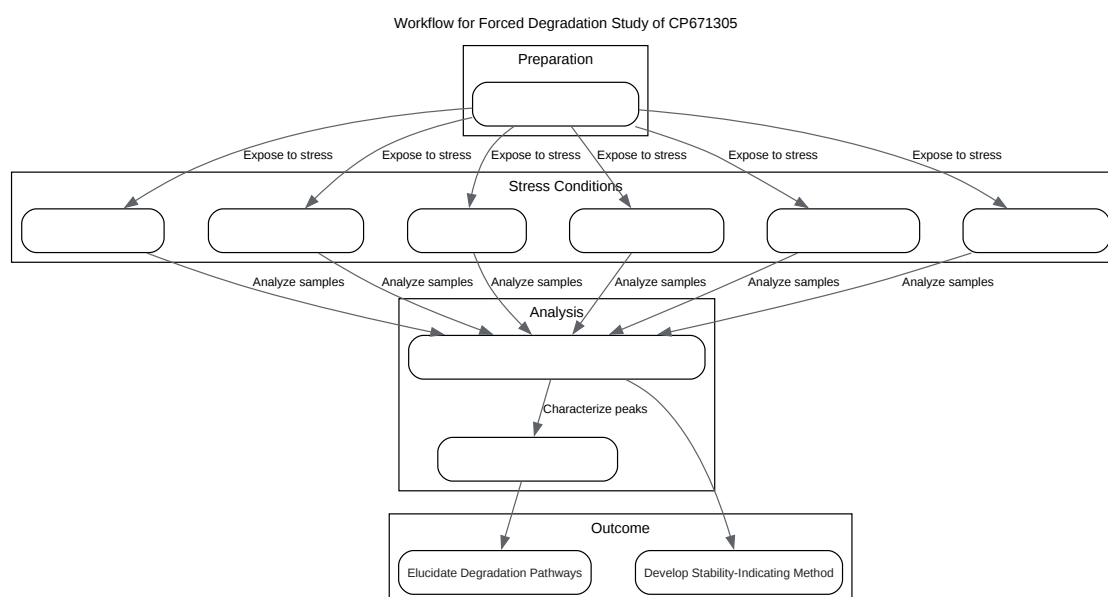 Workflow for Forced Degradation Study of CP671305
Preparation
Expose to stress Expose to stress Expose to stress Expose to stress Expose to stress Expose to stress
Stress Conditions
Analyze samples Analyze samples Analyze samples Analyze samples Analyze samples Analyze samples
Analysis
Characterize peaks
Outcome
Elucidate Degradation Pathways Develop Stability-Indicating Method